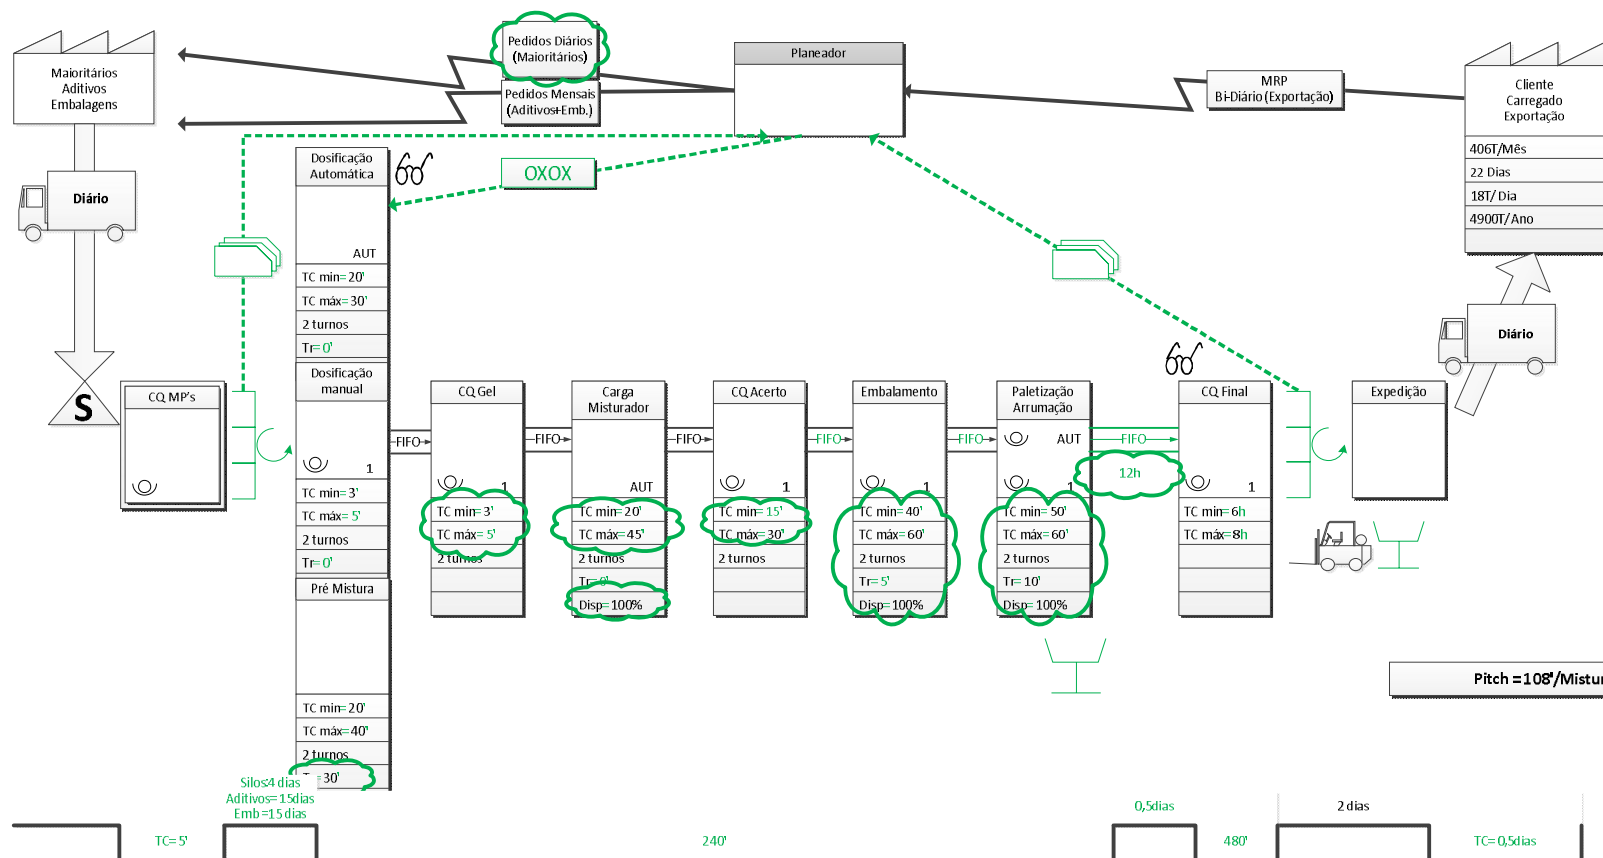 Pedidos Diários
(Maioritários)
Pedidos Mensais
(Aditivos+Emb.)
Planeador
MRP
Bi-Diário (Exportação)
Maioritários
Aditivos
Embalagens
Cliente
Carregado
Exportação
406T/Mês
22 Dias
18T/ Dia
4900T/Ano
Diário
Diário
OXOX
Dosificação
Automática
AUT
TC min= 20'
TC máx= 30'
2 turnos
Tr= 0'
Dosificação
manual
1
TC min= 3'
TC máx= 5'
2 turnos
Tr= 0'
Pré Mistura
TC min= 20'
TC máx= 40'
2 turnos
= 30'
S
CQ MP's
FIFO
CQ Gel
1
TC min= 3'
TC máx= 5'
2 turnos
FIFO
Carga
Misturador
AUT
TC min= 20'
TC máx= 45'
2 turnos
Tr= 0'
Disp= 100%
FIFO
CQ Acerto
1
TC min= 15'
TC máx= 30'
2 turnos
FIFO
Embalamento
1
TC min= 40'
TC máx= 60'
2 turnos
Tr= 5'
Disp= 100%
FIFO
Paletização
Arrumação
AUT
1
TC min= 50'
TC máx= 60'
2 turnos
Tr= 10'
Disp= 100%
FIFO
12h
CQ Final
1
TC min= 6h
TC máx= 8h
Expedição
Pitch = 108'/Mistur
Silos:4 dias
Aditivos= 15dias
Emb =15 dias
TC= 5'
240'
0,5dias
480'
2 dias
TC= 0,5dias